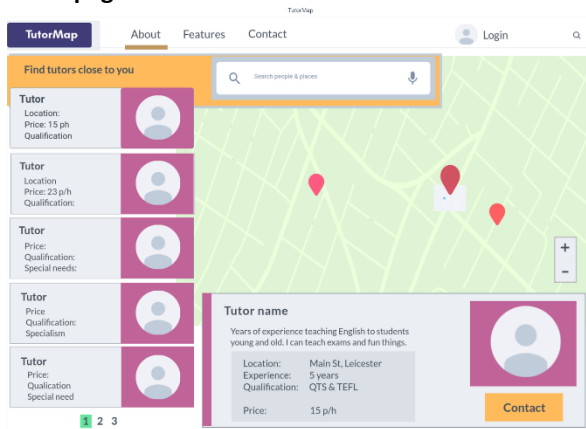 TutorMap
TutorMap
About
Features
Contact
Login
Find tutors close to you
Search people & places
Tutor
Location:
Price: 15 ph
Qualification
Tutor
Location
Price: 23 p/h
Qualification:
Tutor
Price:
Qualification:
Special needs:
Tutor
Price
Qualification:
Specialism
Tutor
Price:
Qualication
Special need
1 2 3
+
-
Tutor name
Years of experience teaching English to students
young and old. I can teach exams and fun things.
Location: Main St, Leicester
Experience: 5 years
Qualification: QTS & TEFL
Price: 15 p/h
Contact